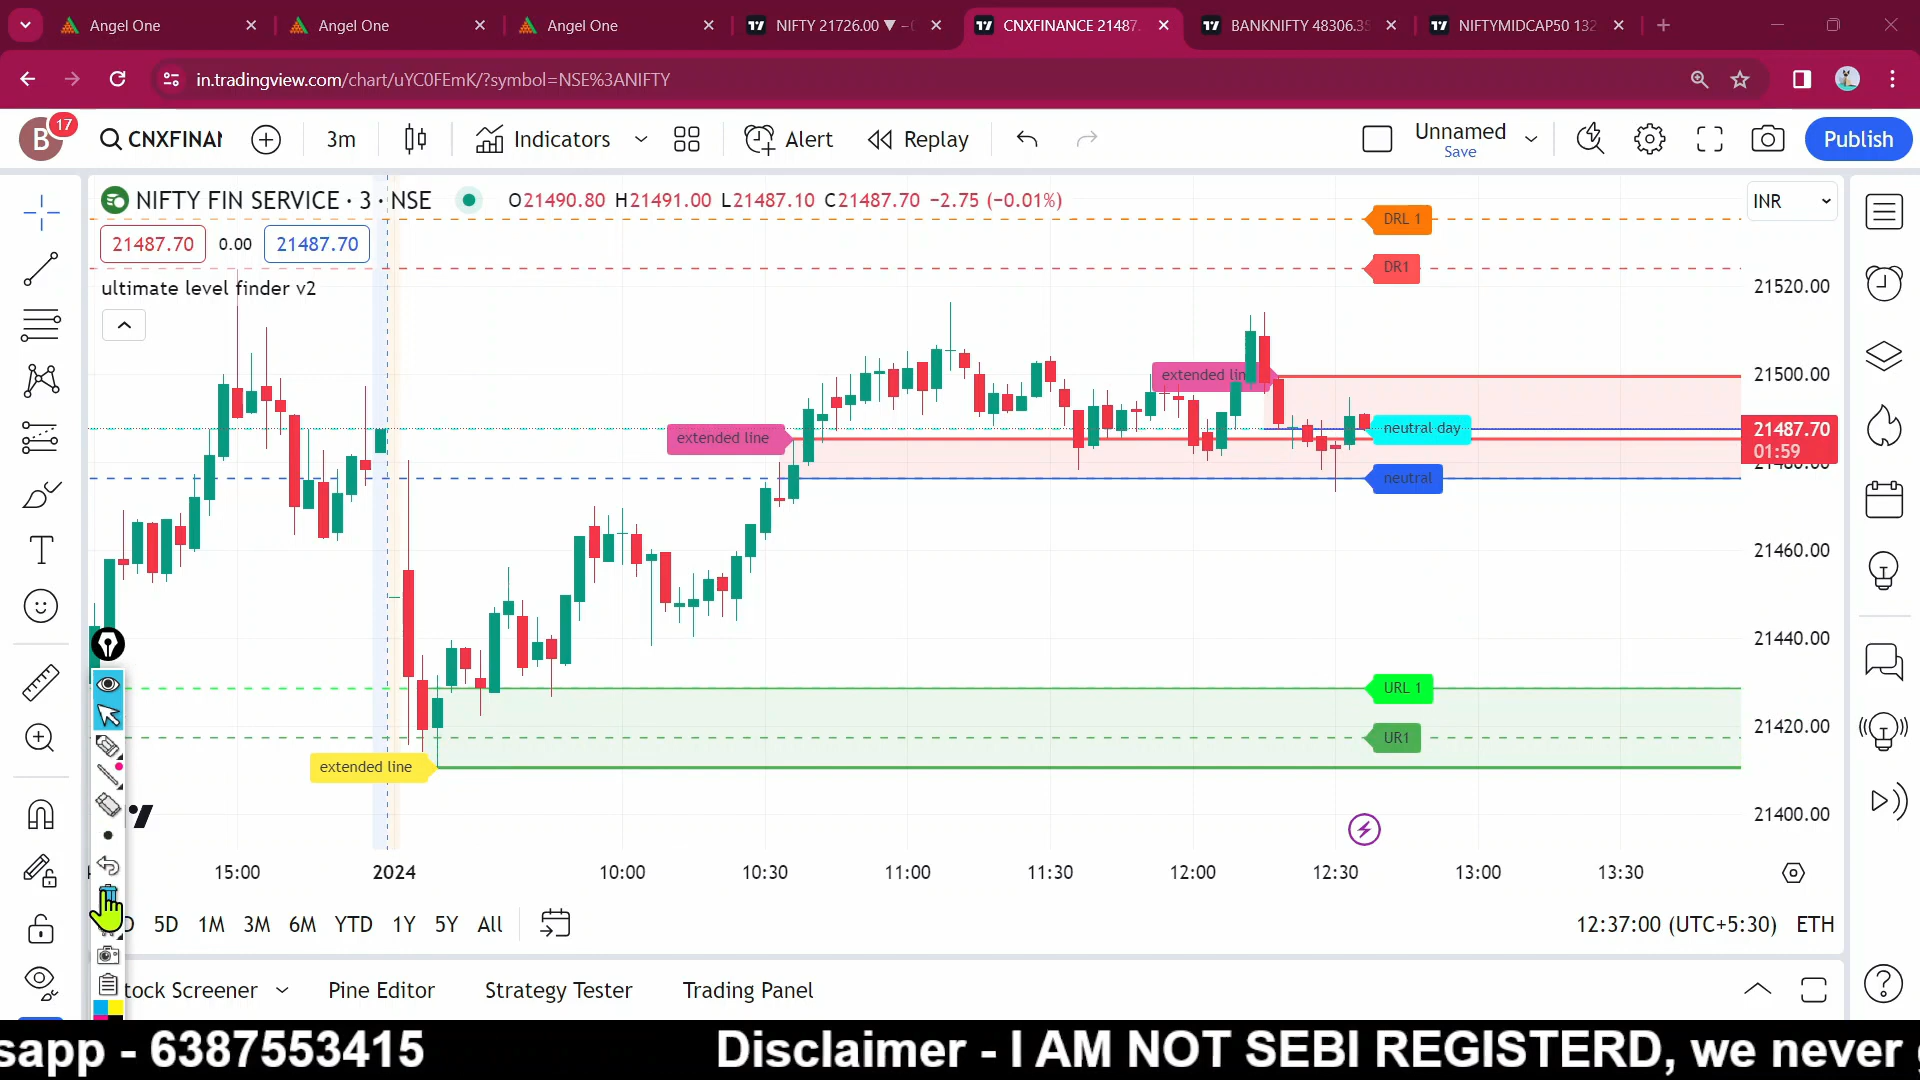 Angel One
Angel One
Angel One
NIFTY 21726.00 ▼
CNXFINANCE 21487.
BANKNIFTY 48306.35
NIFTYMIDCAP50
in.tradingview.com/chart/uYC0FEmK/?symbol=NSE%3ANIFTY
B
17
CNXFINAN
3m
Indicators
Alert
Replay
Unnamed
Save
Publish
NIFTY FIN SERVICE · 3 · NSE
O21490.80 H21491.00 L21487.10 C21487.70 −2.75 (−0.01%)
INR
DRL 1
21487.70
0.00
21487.70
DR1
ultimate level finder v2
21520.00
extended lin
21500.00
extended line
neutral day
21487.70
01:59
21480.00
neutral
21460.00
21440.00
URL 1
21420.00
UR1
extended line
21400.00
15:00
2024
10:00
10:30
11:00
11:30
12:00
12:30
13:00
13:30
D
5D
1M
3M
6M
YTD
1Y
5Y
All
12:37:00 (UTC+5:30)
ETH
tock Screener
Pine Editor
Strategy Tester
Trading Panel
sapp - 6387553415
Disclaimer - I AM NOT SEBI REGISTERD, we never